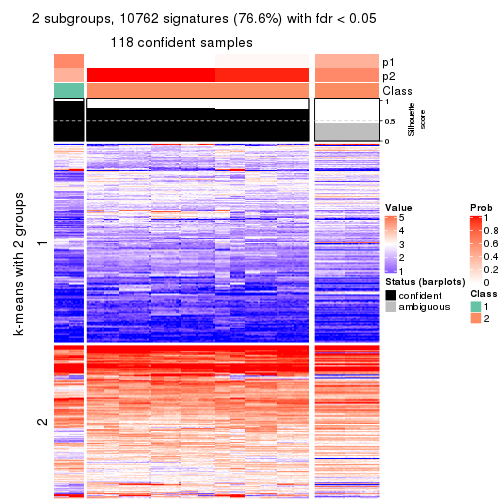 2 subgroups, 10762 signatures (76.6%) with fdr < 0.05
118 confident samples
p1
p2
Class
1
0.5
0
Silhouette
score
k-means with 2 groups
1
2
Value
5
4
3
2
1
Status (barplots)
confident
ambiguous
Prob
1
0.8
0.6
0.4
0.2
0
Class
1
2